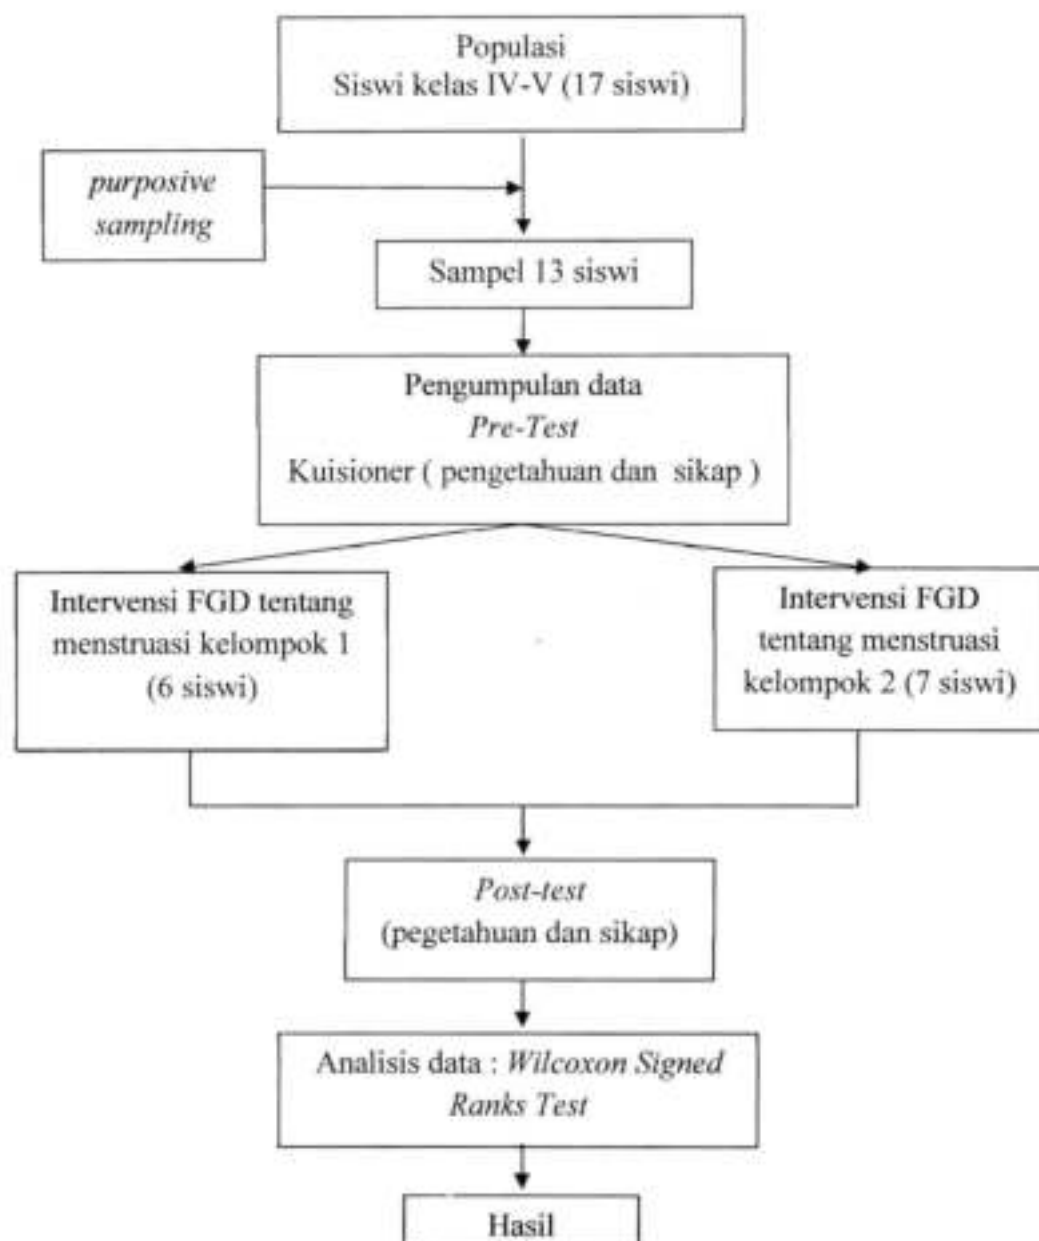 Populasi
Siswi kelas IV-V (17 siswi)
purposive
sampling
Sampel 13 siswi
Pengumpulan data
Pre-Test
Kuisioner ( pengetahuan dan sikap )
Intervensi FGD tentang
menstruasi kelompok 1
(6 siswi)
Intervensi FGD
tentang menstruasi
kelompok 2 (7 siswi)
Post-test
(pegetahuan dan sikap)
Analisis data : Wilcoxon Signed
Ranks Test
Hasil